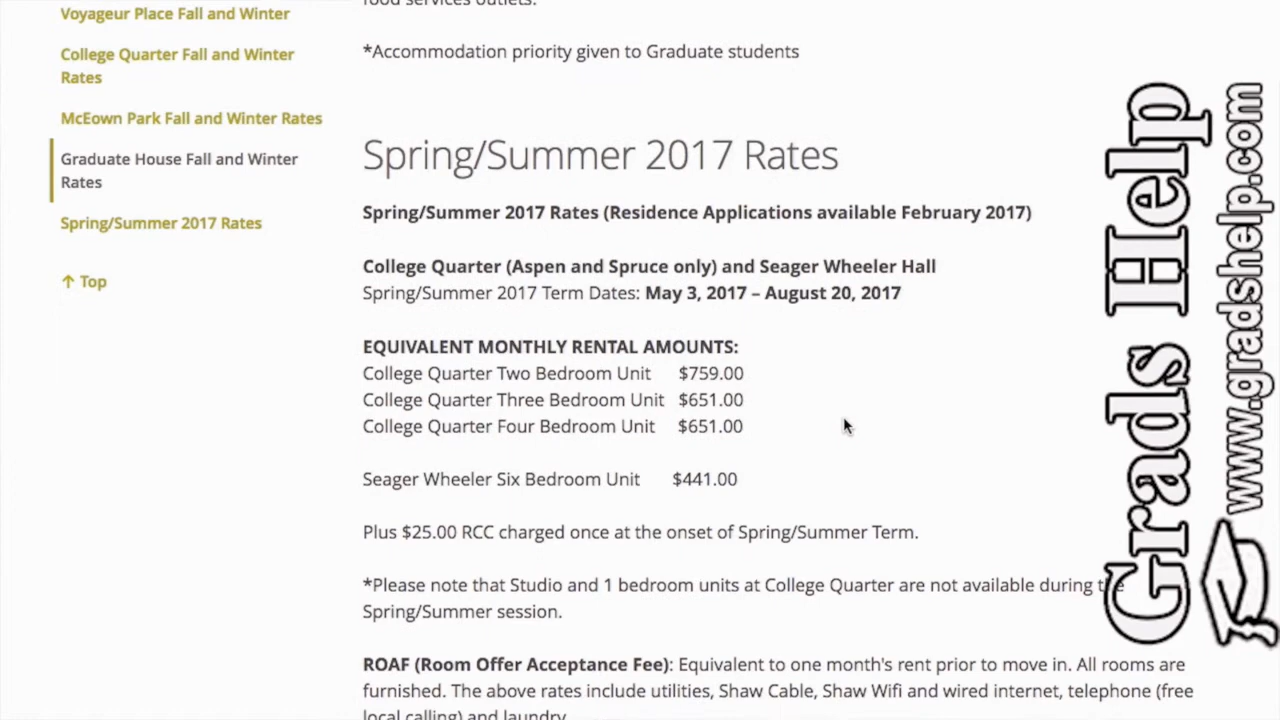 Voyageur Place Fall and Winter
College Quarter Fall and Winter
Rates
McEown Park Fall and Winter Rates
Graduate House Fall and Winter
Rates
Spring/Summer 2017 Rates
↑ Top
food services outlets.
*Accommodation priority given to Graduate students
Spring/Summer 2017 Rates
Spring/Summer 2017 Rates (Residence Applications available February 2017)
College Quarter (Aspen and Spruce only) and Seager Wheeler Hall
Spring/Summer 2017 Term Dates: May 3, 2017 – August 20, 2017
EQUIVALENT MONTHLY RENTAL AMOUNTS:
College Quarter Two Bedroom Unit $759.00
College Quarter Three Bedroom Unit $651.00
College Quarter Four Bedroom Unit $651.00
Seager Wheeler Six Bedroom Unit $441.00
Plus $25.00 RCC charged once at the onset of Spring/Summer Term.
*Please note that Studio and 1 bedroom units at College Quarter are not available during the
Spring/Summer session.
ROAF (Room Offer Acceptance Fee): Equivalent to one month's rent prior to move in. All rooms are
furnished. The above rates include utilities, Shaw Cable, Shaw Wifi and wired internet, telephone (free
local calling) and laundry
Grads Help
www.gradshelp.com